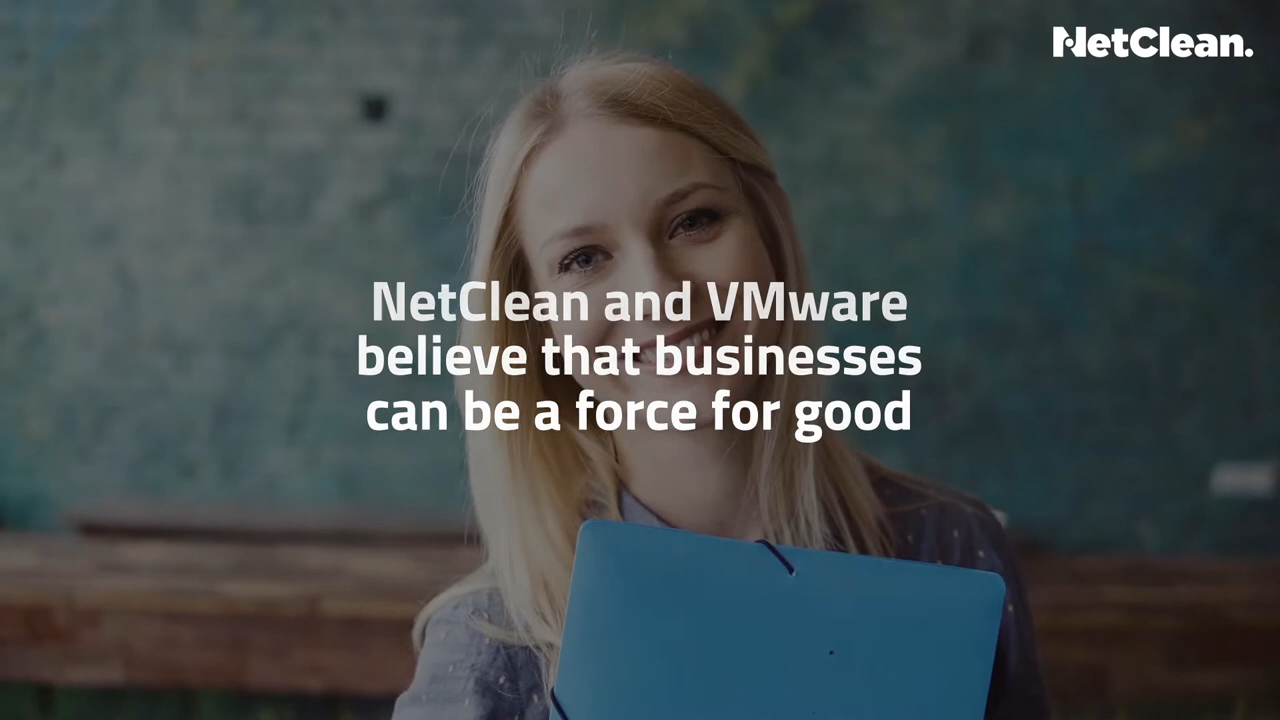 NetClean.
NetClean and VMware
believe that businesses
can be a force for good